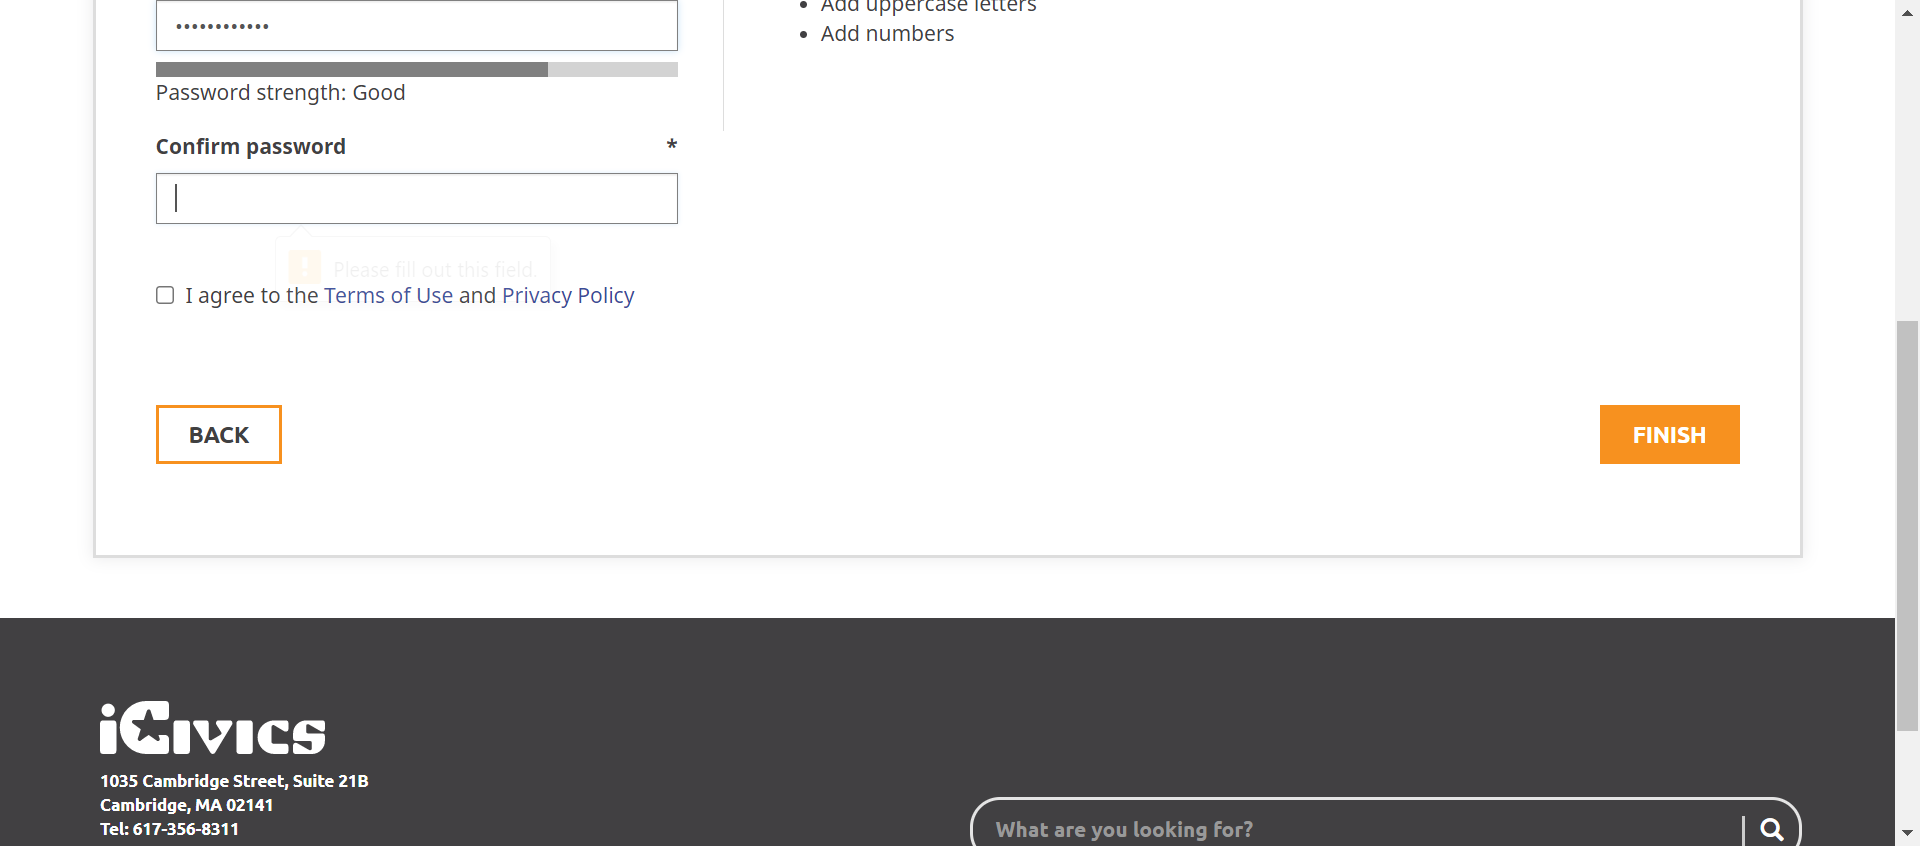 Add uppercase letters
Add numbers
••••••••••••
Password strength: Good
Confirm password *
Please fill out this field.
I agree to the Terms of Use and Privacy Policy
BACK
FINISH
iCivics
1035 Cambridge Street, Suite 21B
Cambridge, MA 02141
Tel: 617-356-8311
What are you looking for?